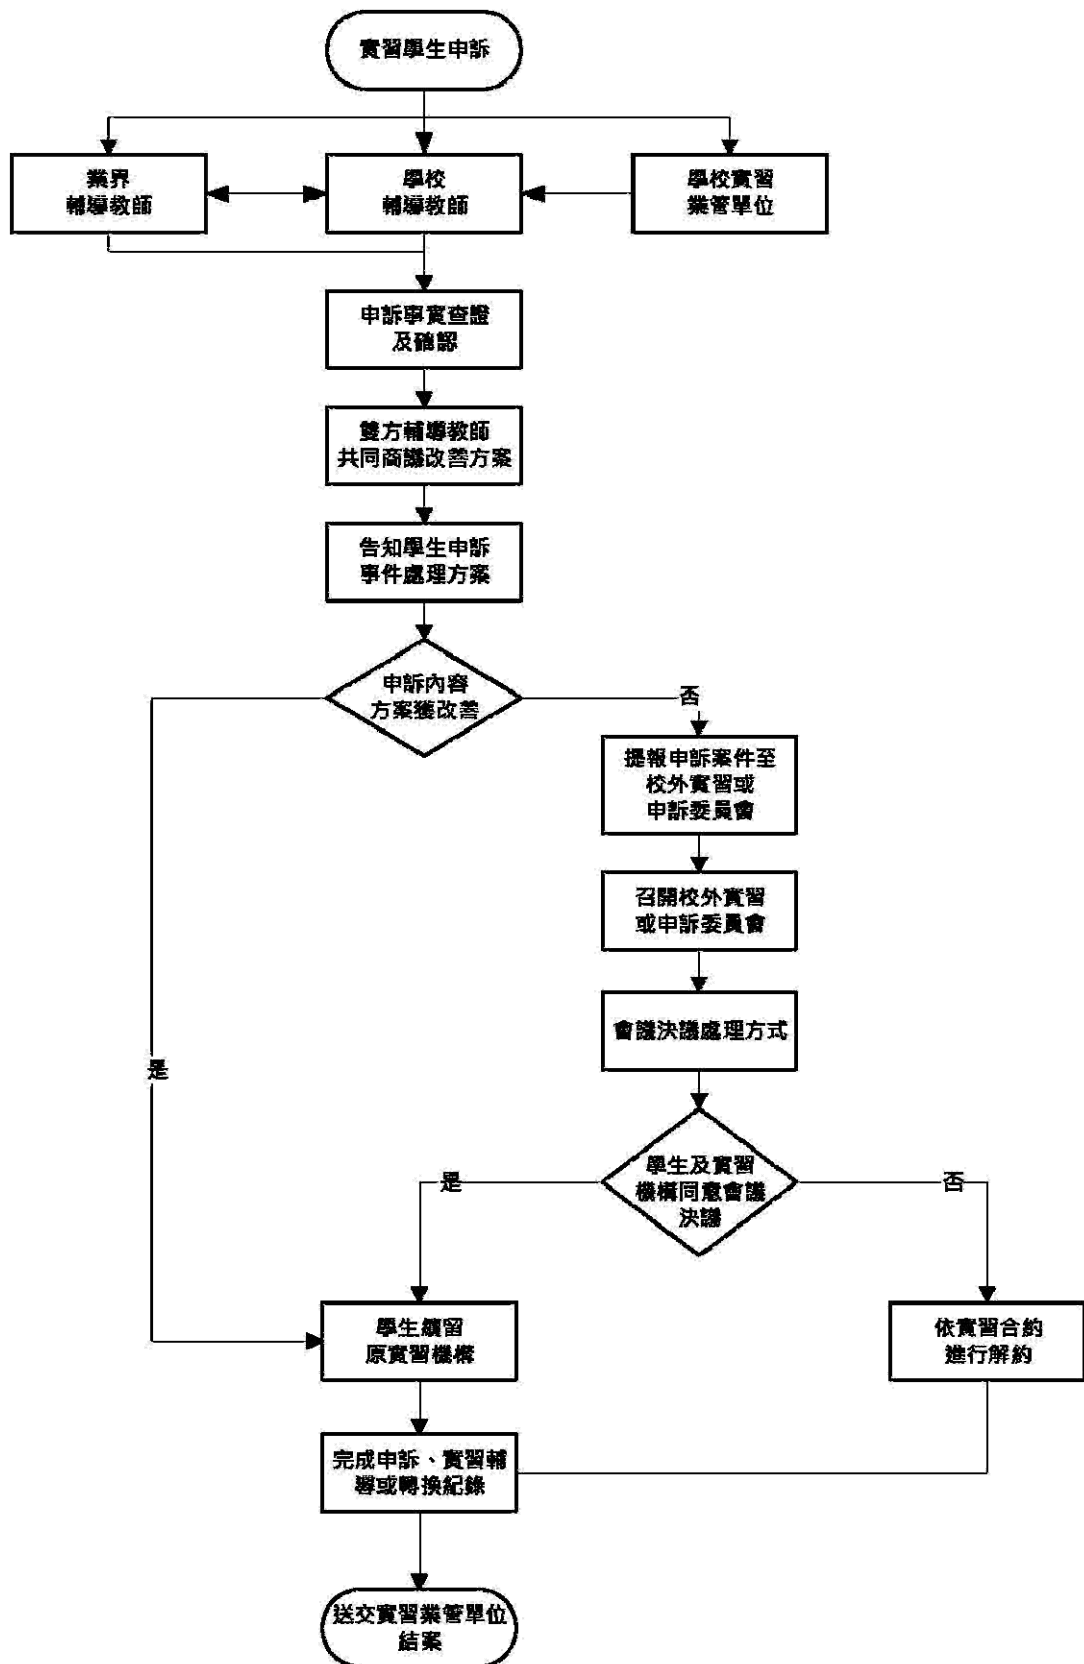 實習學生申訴
業界
輔導教師
學校
輔導教師
學校實習
業管單位
申訴事實查證
及確認
雙方輔導教師
共同商議改善方案
告知學生申訴
事件處理方案
申訴內容
方案獲改善
否
提報申訴案件至
校外實習或
申訴委員會
召開校外實習
或申訴委員會
會議決議處理方式
是
學生及實習
機構同意會議
決議
是
否
學生續留
原實習機構
依實習合約
進行解約
完成申訴、實習輔
導或轉換紀錄
送交實習業管單位
結案